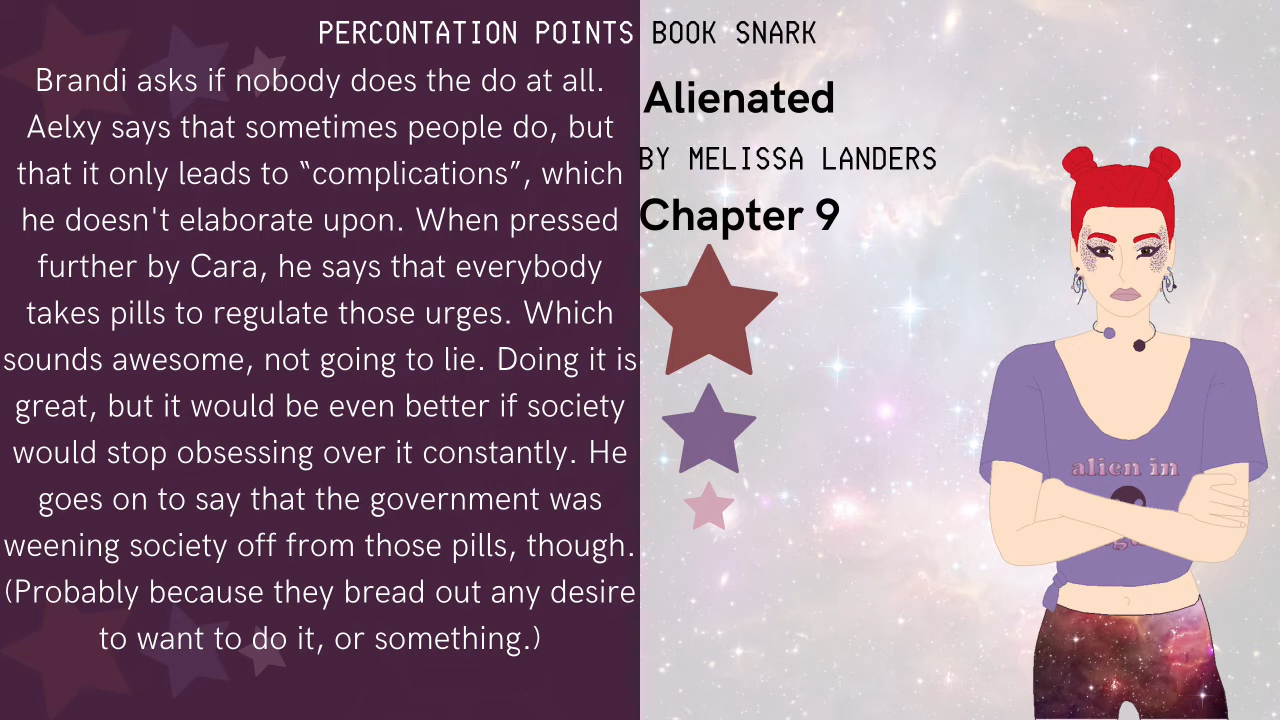 PERCONTATION POINTS BOOK SNARK
Brandi asks if nobody does the do at all.
Aelxy says that sometimes people do, but
that it only leads to “complications”, which
he doesn't elaborate upon. When pressed
further by Cara, he says that everybody
takes pills to regulate those urges. Which
sounds awesome, not going to lie. Doing it is
great, but it would be even better if society
would stop obsessing over it constantly. He
goes on to say that the government was
weening society off from those pills, though.
(Probably because they bread out any desire
to want to do it, or something.)
Alienated
BY MELISSA LANDERS
Chapter 9
alien in